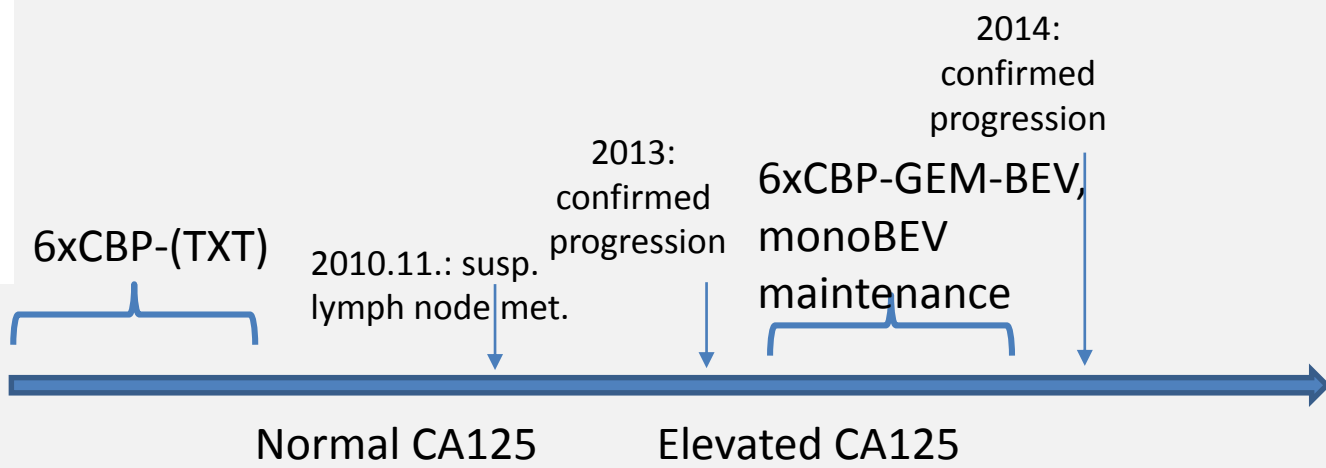 6xCBP-(TXT)
2010.11.: susp.
lymph node met.
2013:
confirmed
progression
6xCBP-GEM-BEV,
monoBEV
maintenance
2014:
confirmed
progression
Normal CA125
Elevated CA125